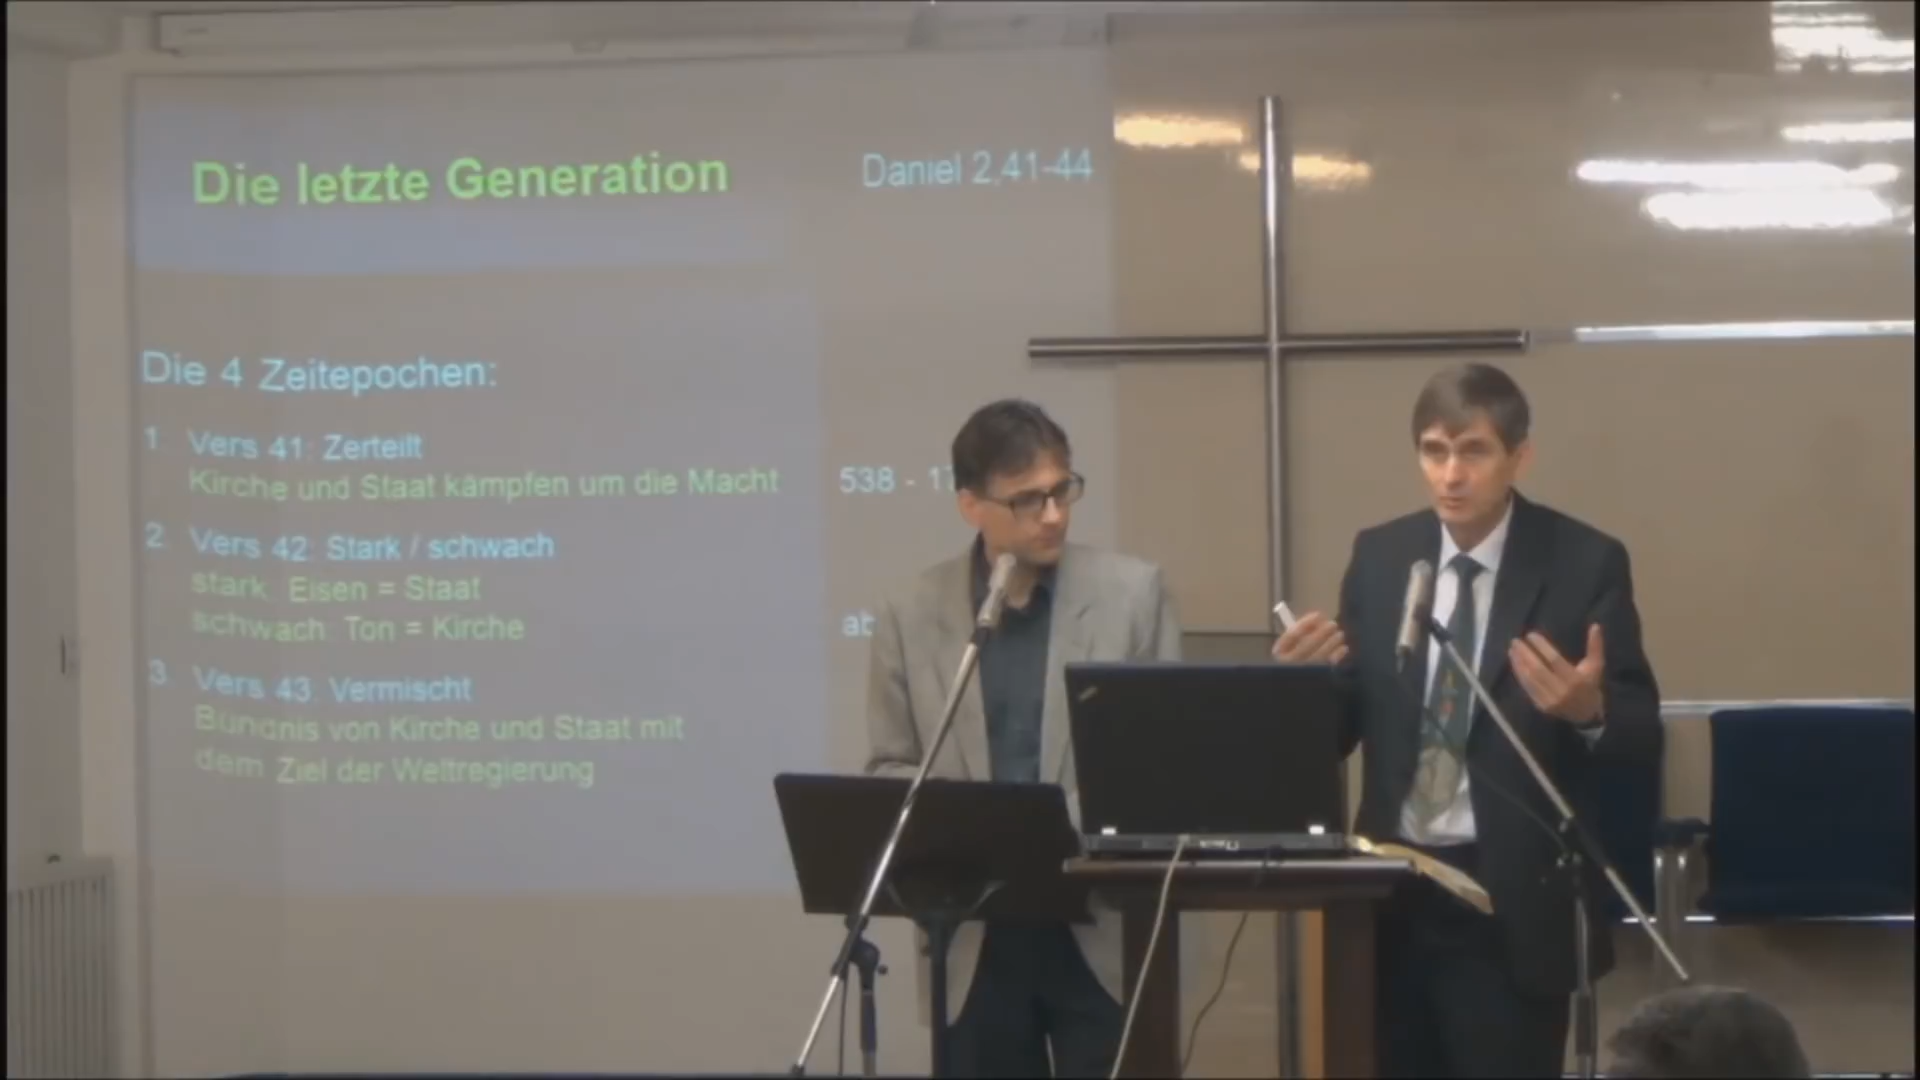 Die letzte Generation
Daniel 2,41-44
Die 4 Zeitepochen:
1. Vers 41: Zerteilt
Kirche und Staat kämpfen um die Macht 538 - 17
2. Vers 42: Stark / schwach
stark: Eisen = Staat
schwach: Ton = Kirche ab
3. Vers 43: Vermischt
Bündnis von Kirche und Staat mit
dem Ziel der Weltregierung